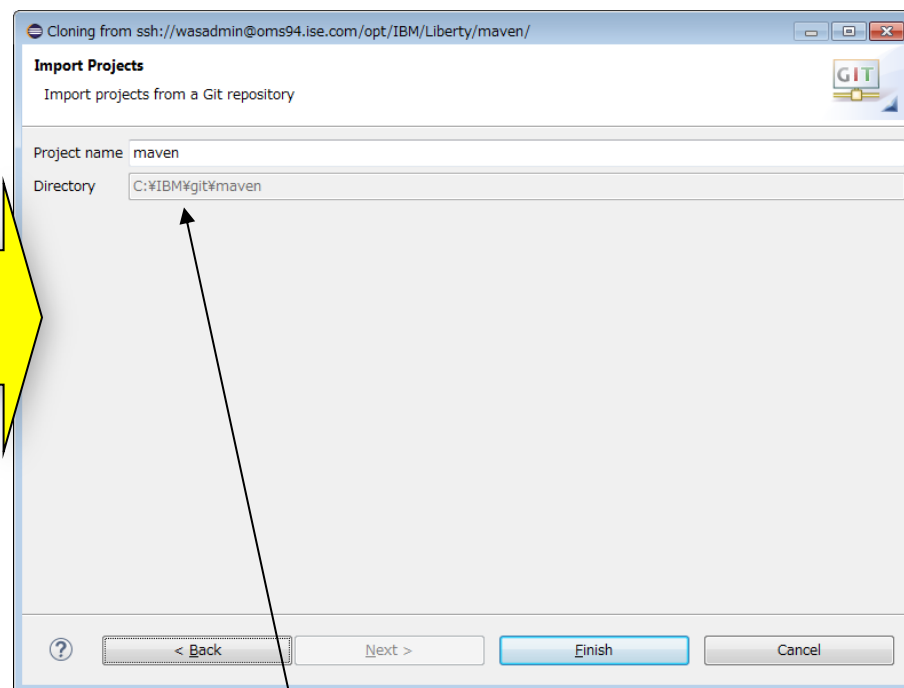 Cloning from ssh://wasadmin@oms94.ise.com/opt/IBM/Liberty/maven/
Import Projects
Import projects from a Git repository
GIT
Project name maven
Directory C:¥IBM¥git¥maven
? < Back Next > Finish Cancel